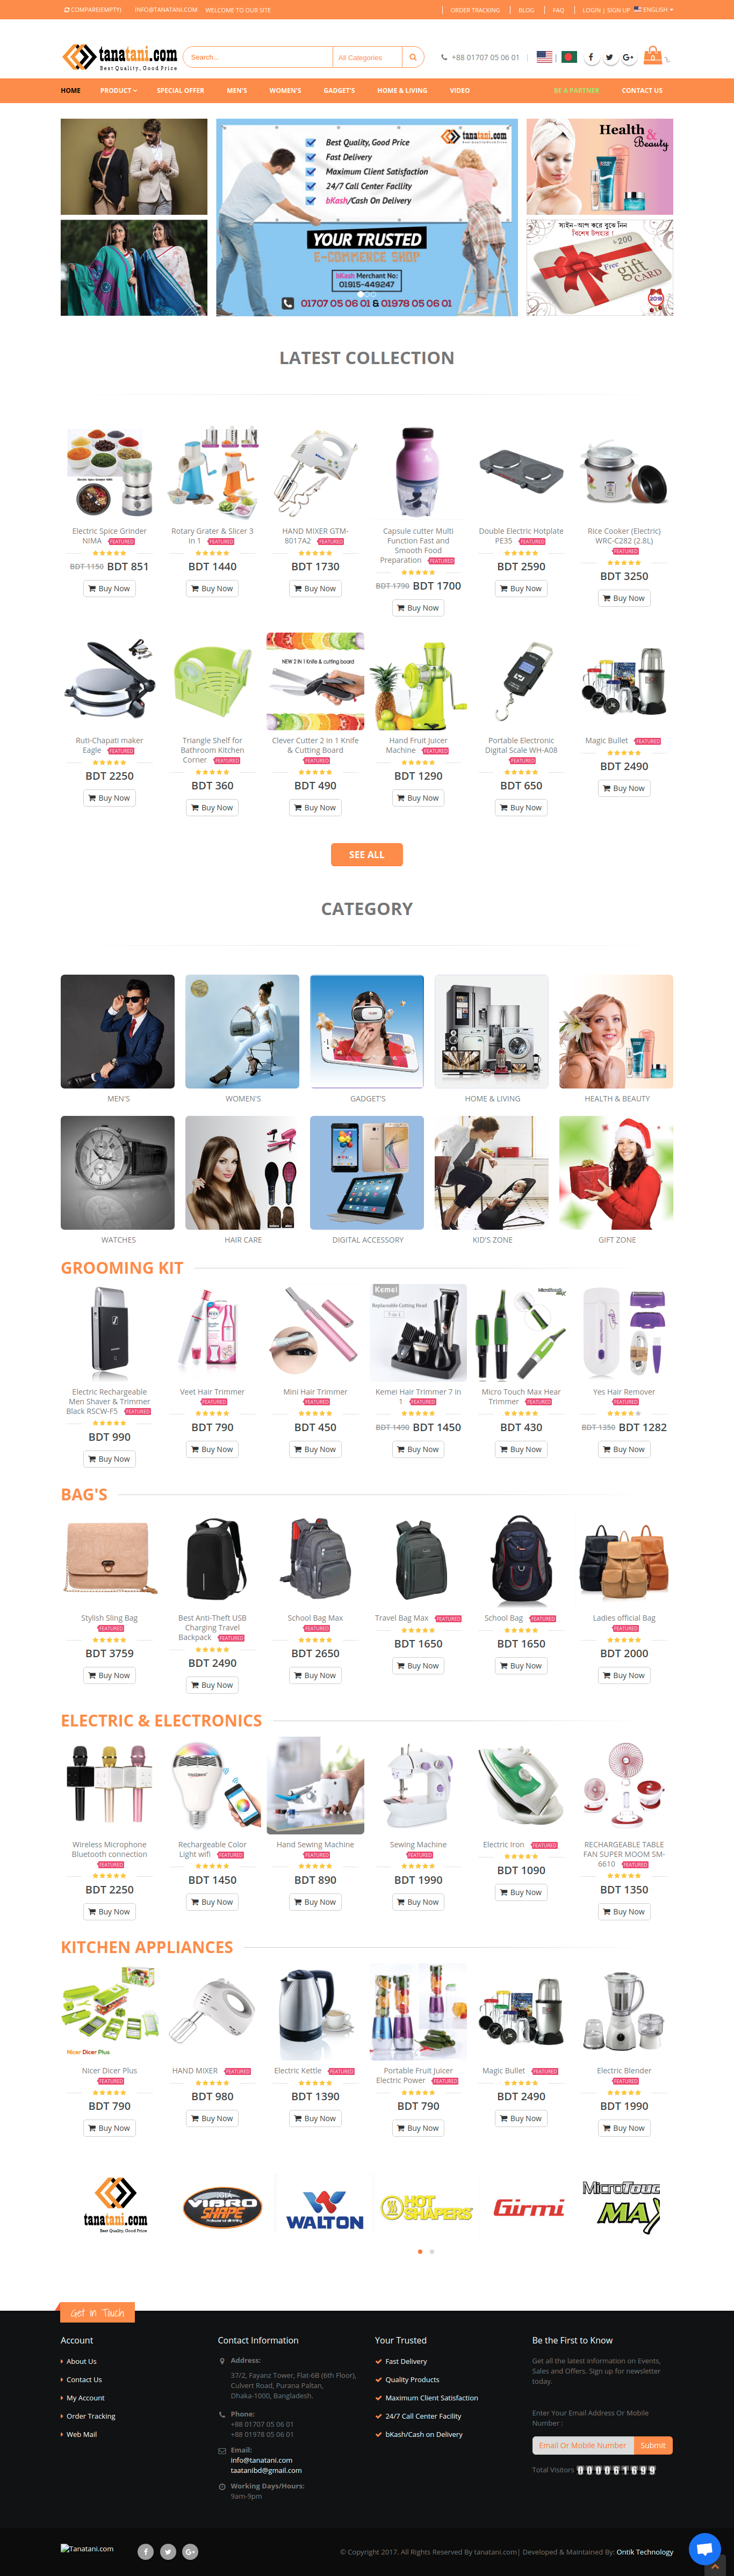 COMPARE(EMPTY) INFO@TANATANI.COM WELCOME TO OUR SITE
ORDER TRACKING BLOG FAQ LOGIN | SIGN UP ENGLISH
tanatani.com
Best Quality, Good Price
Search... All Categories
+88 01707 05 06 01
0
HOME PRODUCT SPECIAL OFFER MEN'S WOMEN'S GADGET'S HOME & LIVING VIDEO BE A PARTNER CONTACT US
tanatani.com
Best Quality, Good Price
Fast Delivery
Maximum Client Satisfaction
24/7 Call Center Facility
bKash/Cash On Delivery
YOUR TRUSTED
E-COMMERCE SHOP
bKash Merchant No:
01915-449247
01707 05 06 01 & 01978 05 06 01
Health & Beauty
সাইন-আপ করে বুঝে নিন
বিশেষ উপহার !
৳200
Free gift CARD
2018
LATEST COLLECTION
Electric Spice Grinder NIMA FEATURED
BDT 1150 BDT 851
Buy Now
Rotary Grater & Slicer 3 in 1 FEATURED
BDT 1440
Buy Now
HAND MIXER GTM-8017A2 FEATURED
BDT 1730
Buy Now
Capsule cutter Multi Function Fast and Smooth Food Preparation FEATURED
BDT 1790 BDT 1700
Buy Now
Double Electric Hotplate PE35 FEATURED
BDT 2590
Buy Now
Rice Cooker (Electric) WRC-C282 (2.8L) FEATURED
BDT 3250
Buy Now
Ruti-Chapati maker Eagle FEATURED
BDT 2250
Buy Now
Triangle Shelf for Bathroom Kitchen Corner FEATURED
BDT 360
Buy Now
NEW 2 IN 1 Knife & cutting board
Clever Cutter 2 in 1 Knife & Cutting Board FEATURED
BDT 490
Buy Now
Hand Fruit Juicer Machine FEATURED
BDT 1290
Buy Now
Portable Electronic Digital Scale WH-A08 FEATURED
BDT 650
Buy Now
Magic Bullet FEATURED
BDT 2490
Buy Now
SEE ALL
CATEGORY
MEN'S
WOMEN'S
GADGET'S
HOME & LIVING
HEALTH & BEAUTY
WATCHES
HAIR CARE
DIGITAL ACCESSORY
KID'S ZONE
GIFT ZONE
GROOMING KIT
Electric Rechargeable Men Shaver & Trimmer Black RSCW-F5 FEATURED
BDT 990
Buy Now
Veet Hair Trimmer FEATURED
BDT 790
Buy Now
Mini Hair Trimmer FEATURED
BDT 450
Buy Now
Kemei
Replaceable Cutting Head
7-in-1
Kemei Hair Trimmer 7 in 1 FEATURED
BDT 1490 BDT 1450
Buy Now
Micro Touch Max Hear Trimmer FEATURED
BDT 430
Buy Now
Yes Hair Remover FEATURED
BDT 1350 BDT 1282
Buy Now
BAG'S
Stylish Sling Bag FEATURED
BDT 3759
Buy Now
Best Anti-Theft USB Charging Travel Backpack FEATURED
BDT 2490
Buy Now
School Bag Max FEATURED
BDT 2650
Buy Now
Travel Bag Max FEATURED
BDT 1650
Buy Now
School Bag FEATURED
BDT 1650
Buy Now
Ladies official Bag FEATURED
BDT 2000
Buy Now
ELECTRIC & ELECTRONICS
Wireless Microphone Bluetooth connection FEATURED
BDT 2250
Buy Now
Rechargeable Color Light wifi FEATURED
BDT 1450
Buy Now
Hand Sewing Machine FEATURED
BDT 890
Buy Now
Sewing Machine FEATURED
BDT 1990
Buy Now
Electric Iron FEATURED
BDT 1090
Buy Now
RECHARGEABLE TABLE FAN SUPER MOOM SM-6610 FEATURED
BDT 1350
Buy Now
KITCHEN APPLIANCES
Nicer Dicer Plus
Nicer Dicer Plus FEATURED
BDT 790
Buy Now
HAND MIXER FEATURED
BDT 980
Buy Now
Electric Kettle FEATURED
BDT 1390
Buy Now
Portable Fruit Juicer Electric Power FEATURED
BDT 790
Buy Now
Magic Bullet FEATURED
BDT 2490
Buy Now
Electric Blender FEATURED
BDT 1990
Buy Now
tanatani.com
Best Quality, Good Price
VIBRO SHAPE
WALTON
HOT SHAPERS
Girmi
MicroTouch MAX
Get In Touch
Account
About Us
Contact Us
My Account
Order Tracking
Web Mail
Contact Information
Address:
37/2, Fayanz Tower, Flat-6B (6th Floor),
Culvert Road, Purana Paltan,
Dhaka-1000, Bangladesh.
Phone:
+88 01707 05 06 01
+88 01978 05 06 01
Email:
info@tanatani.com
taatanibd@gmail.com
Working Days/Hours:
9am-9pm
Your Trusted
Fast Delivery
Quality Products
Maximum Client Satisfaction
24/7 Call Center Facility
bKash/Cash on Delivery
Be the First to Know
Get all the latest information on Events,
Sales and Offers. Sign up for newsletter
today.
Enter Your Email Address Or Mobile
Number :
Email Or Mobile Number Submit
Total Visitors 00061699
Tanatani.com
© Copyright 2017. All Rights Reserved By tanatani.com| Developed & Maintained By: Ontik Technology